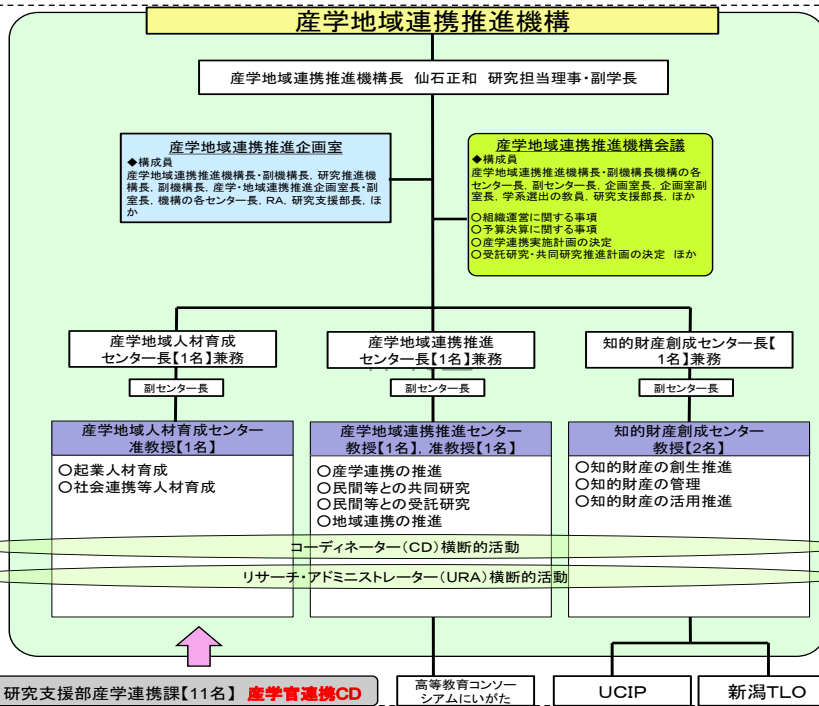 産学地域連携推進機構
産学地域連携推進機構長 仙石正和 研究担当理事・副学長
産学地域連携推進企画室
◆構成員
産学地域連携推進機構長・副機構長, 研究推進機
構長, 副機構長, 産学・地域連携推進企画室長・副
室長, 機構の各センター長, RA, 研究支援部長, ほ
か
産学地域連携推進機構会議
◆構成員
産学地域連携推進機構長・副機構長機構の各
センター長, 副センター長, 企画室長, 企画室副
室長, 学系選出の教員, 研究支援部長, ほか
○組織運営に関する事項
○予算決算に関する事項
○産学連携実施計画の決定
○受託研究・共同研究推進計画の決定 ほか
産学地域人材育成
センター長【1名】兼務
産学地域連携推進
センター長【1名】兼務
知的財産創成センター長【
1名】兼務
副センター長
副センター長
副センター長
産学地域人材育成センター
准教授【1名】
○起業人材育成
○社会連携等人材育成
産学地域連携推進センター
教授【1名】, 准教授【1名】
○産学連携の推進
○民間等との共同研究
○民間等との受託研究
○地域連携の推進
知的財産創成センター
教授【2名】
○知的財産の創生推進
○知的財産の管理
○知的財産の活用推進
コーディネーター(CD)横断的活動
リサーチ・アドミニストレーター(URA)横断的活動
研究支援部産学連携課【11名】 産学官連携CD
高等教育コンソー
シアムにいがた
UCIP
新潟TLO